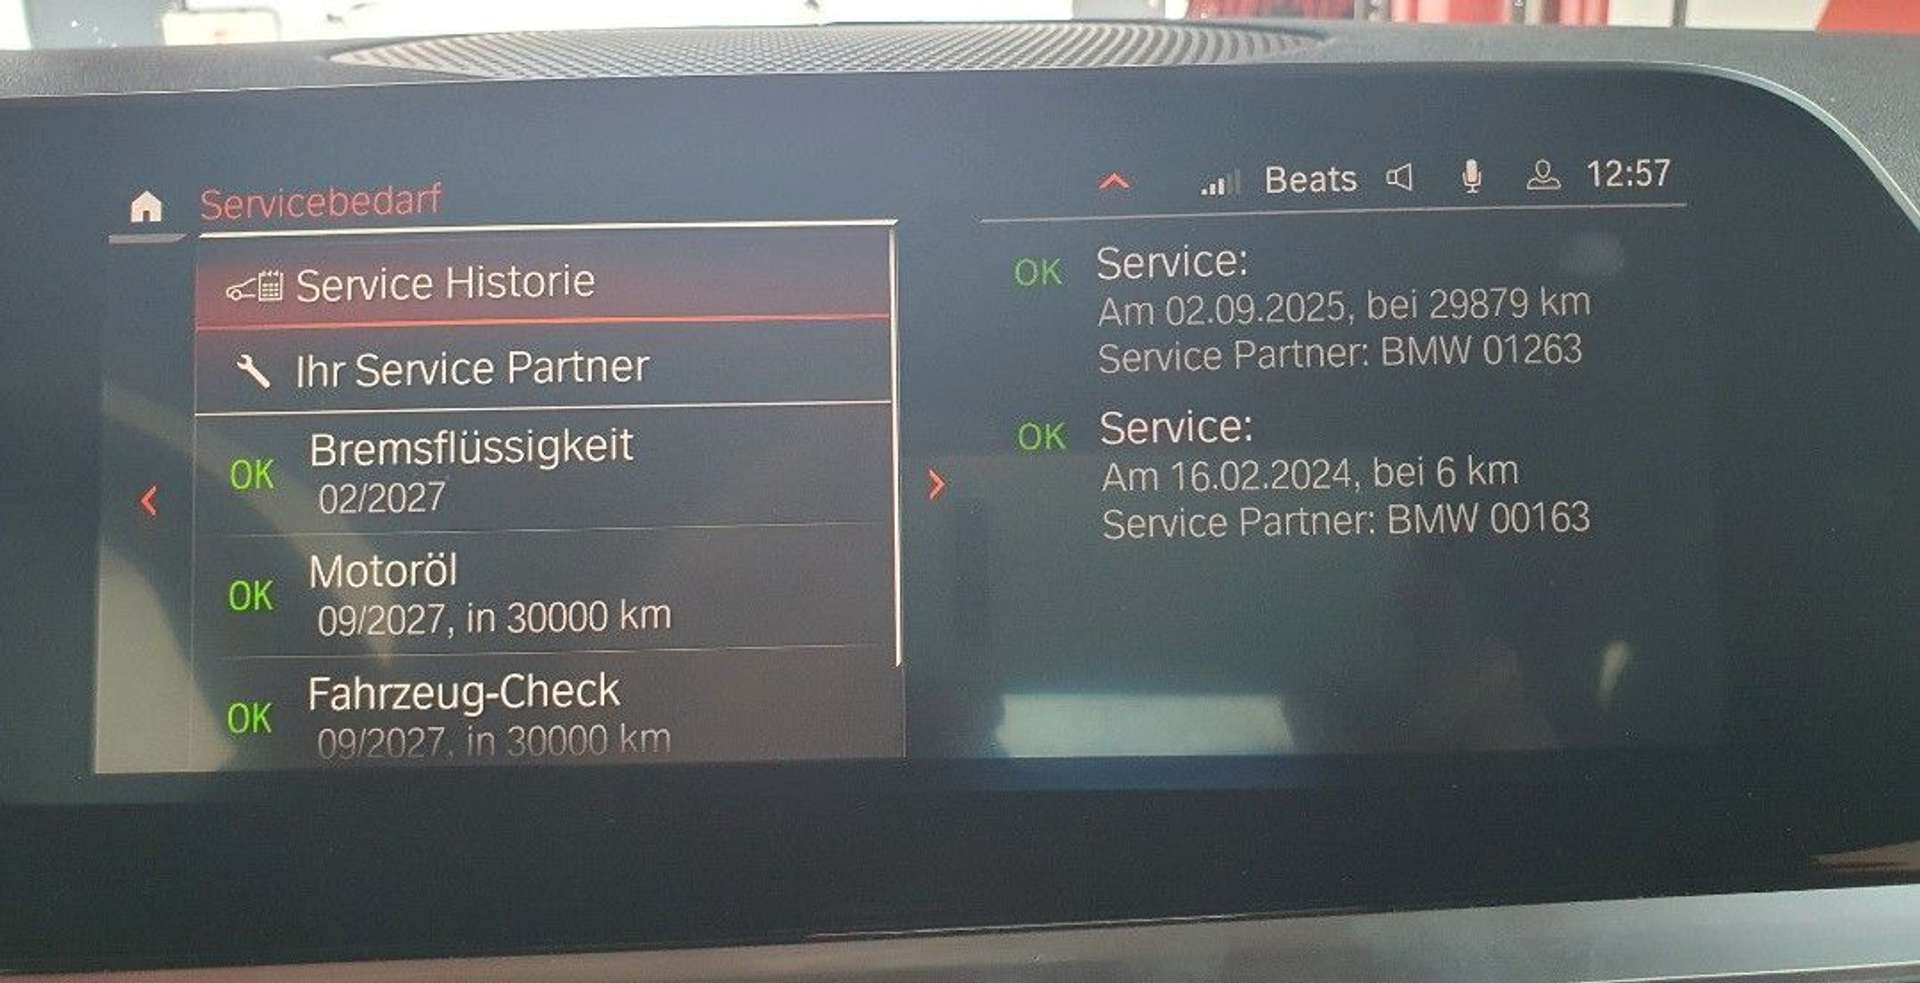 Servicebedarf
Beats 12:57
Service Historie
Ihr Service Partner
OK Bremsflüssigkeit
02/2027
OK Motoröl
09/2027, in 30000 km
OK Fahrzeug-Check
09/2027, in 30000 km
OK Service:
Am 02.09.2025, bei 29879 km
Service Partner: BMW 01263
OK Service:
Am 16.02.2024, bei 6 km
Service Partner: BMW 00163